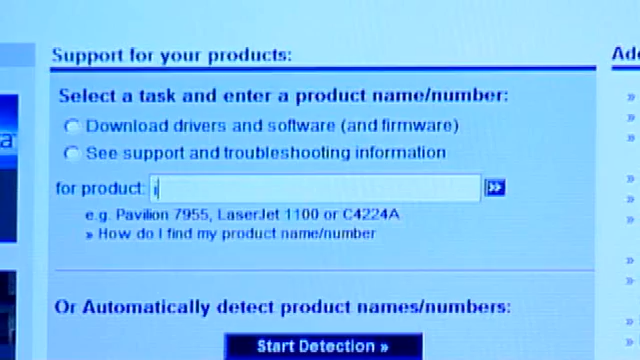 Support for your products:
Select a task and enter a product name/number:
Download drivers and software (and firmware)
See support and troubleshooting information
for product: i
e.g. Pavilion 7955, LaserJet 1100 or C4224A
» How do I find my product name/number
Or Automatically detect product names/numbers:
Start Detection »